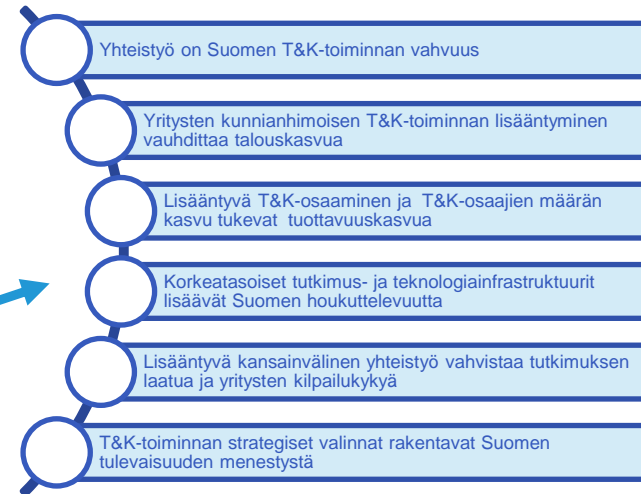 Yhteistyö on Suomen T&K-toiminnan vahvuus
Yritysten kunnianhimoisen T&K-toiminnan lisääntyminen
vauhdittaa talouskasvua
Lisääntyvä T&K-osaaminen ja T&K-osaajien määrän
kasvu tukevat tuottavuuskasvua
Korkeatasoiset tutkimus- ja teknologiainfrastruktuurit
lisäävät Suomen houkuttelevuutta
Lisääntyvä kansainvälinen yhteistyö vahvistaa tutkimuksen
laatua ja yritysten kilpailukykyä
T&K-toiminnan strategiset valinnat rakentavat Suomen
tulevaisuuden menestystä